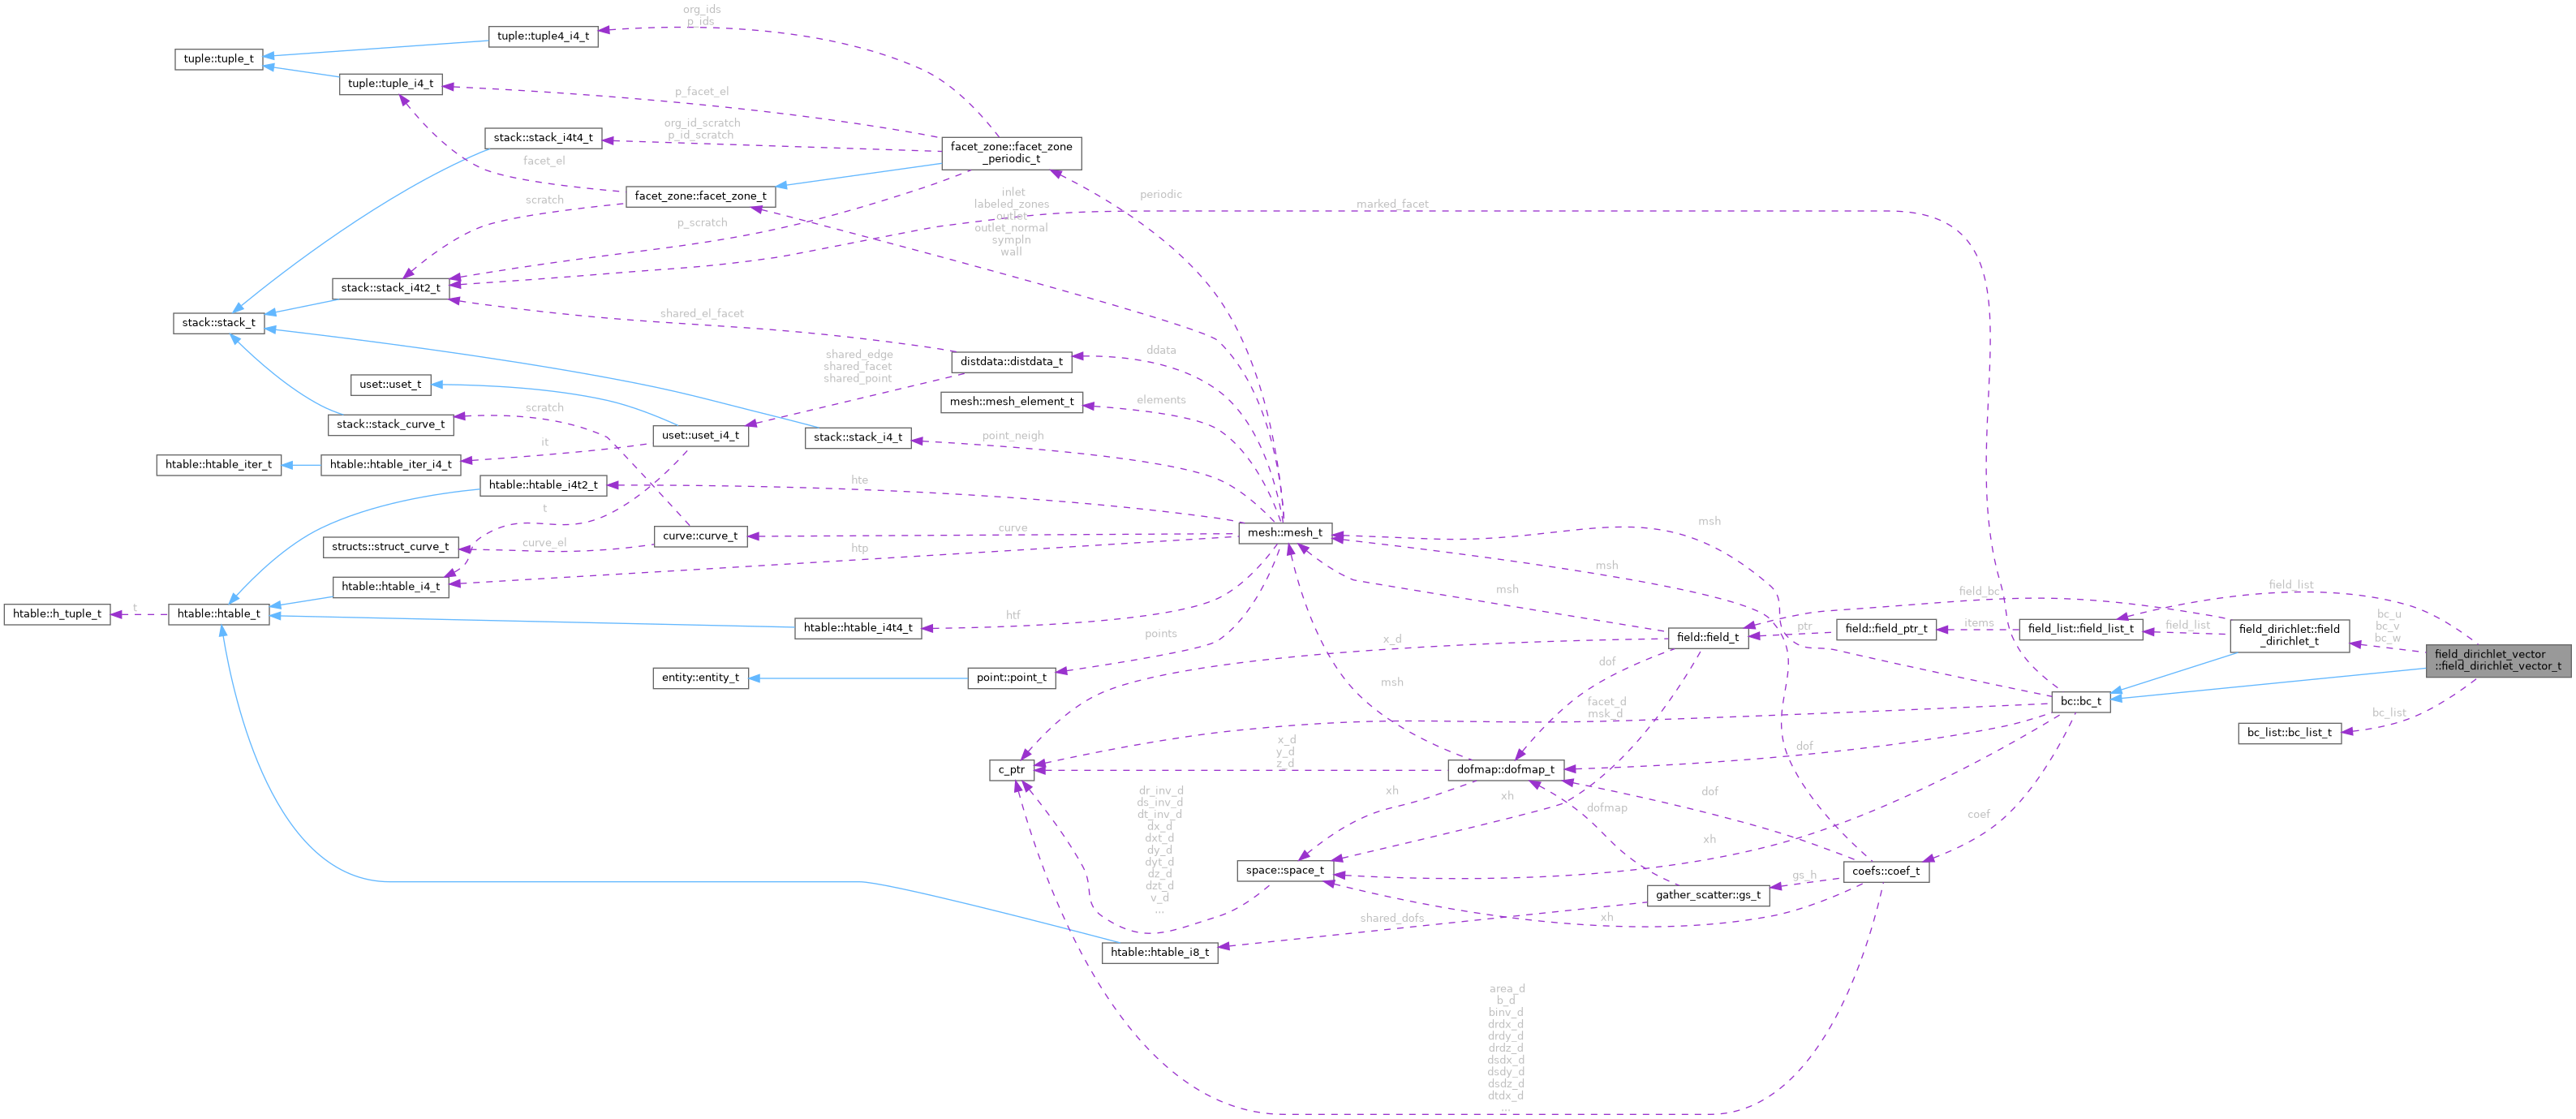 org_ids
p_ids
tuple::tuple4_i4_t
tuple::tuple_t
tuple::tuple_i4_t
p_facet_el
org_id_scratch
p_id_scratch
stack::stack_i4t4_t
facet_zone::facet_zone
_periodic_t
facet_el
facet_zone::facet_zone_t
scratch
p_scratch
inlet
labeled_zones
outlet
outlet_normal
sympln
wall
periodic
marked_facet
stack::stack_i4t2_t
stack::stack_t
shared_el_facet
shared_edge
shared_facet
shared_point
distdata::distdata_t
ddata
uset::uset_t
mesh::mesh_element_t
elements
scratch
stack::stack_curve_t
it
uset::uset_i4_t
stack::stack_i4_t
point_neigh
htable::htable_iter_t
htable::htable_iter_i4_t
htable::htable_i4t2_t
hte
t
structs::struct_curve_t
curve_el
curve::curve_t
curve
htp
mesh::mesh_t
msh
msh
msh
htable::htable_i4_t
htable::h_tuple_t
t
htable::htable_t
htable::htable_i4t4_t
htf
points
entity::entity_t
point::point_t
x_d
msh
dof
field::field_t
ptr
field_bc
field::field_ptr_t
items
field_list::field_list_t
field_list
field_list
field_dirichlet::field
_dirichlet_t
bc_u
bc_v
bc_w
field_dirichlet_vector
::field_dirichlet_vector_t
bc::bc_t
bc_list
bc_list::bc_list_t
facet_d
msk_d
c_ptr
x_d
y_d
z_d
dofmap::dofmap_t
dof
dr_inv_d
ds_inv_d
dt_inv_d
dx_d
dxt_d
dy_d
dyt_d
dz_d
dzt_d
v_d
...
xh
xh
dofmap
dof
coef
xh
space::space_t
gs_h
coefs::coef_t
gather_scatter::gs_t
shared_dofs
xh
htable::htable_i8_t
area_d
b_d
binv_d
drdx_d
drdy_d
drdz_d
dsdx_d
dsdy_d
dsdz_d
dtdx_d
...